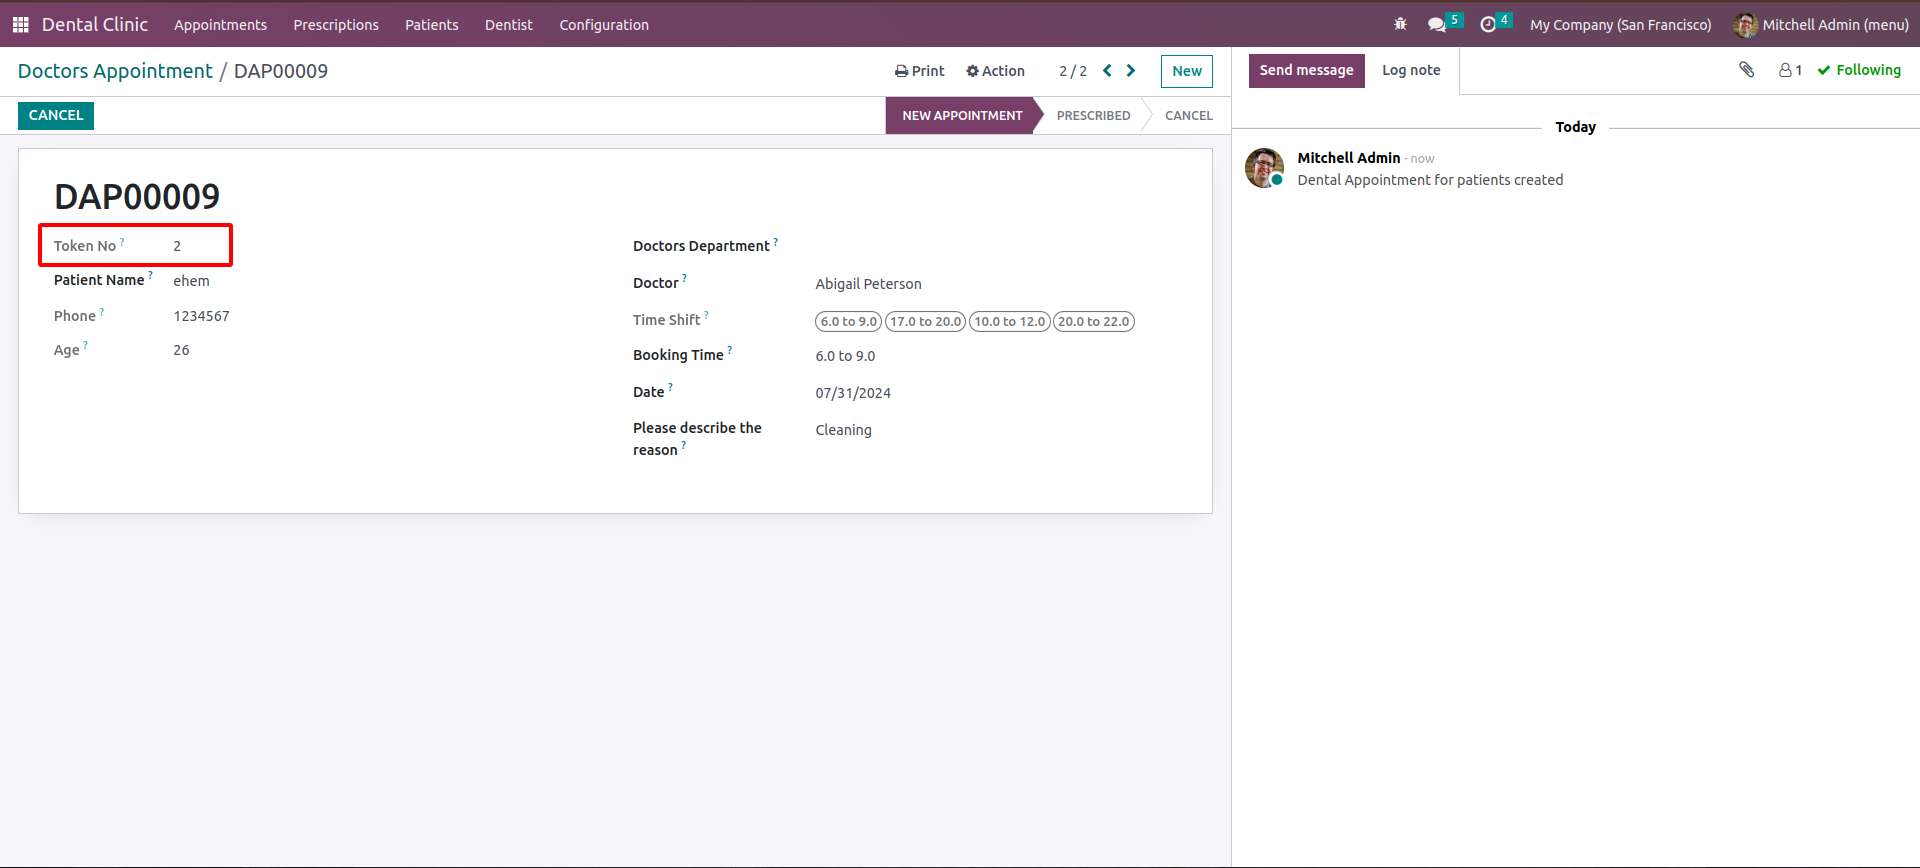 Dental Clinic Appointments Prescriptions Patients Dentist Configuration 5 4 My Company (San Francisco) Mitchell Admin (menu)
Doctors Appointment / DAP00009 Print Action 2 / 2 New Send message Log note 1 Following
CANCEL NEW APPOINTMENT PRESCRIBED CANCEL
Today
DAP00009
Token No ? 2
Patient Name ? ehem
Phone ? 1234567
Age ? 26
Doctors Department ?
Doctor ? Abigail Peterson
Time Shift ? 6.0 to 9.0 17.0 to 20.0 10.0 to 12.0 20.0 to 22.0
Booking Time ? 6.0 to 9.0
Date ? 07/31/2024
Please describe the Cleaning
reason ?
Mitchell Admin - now
Dental Appointment for patients created